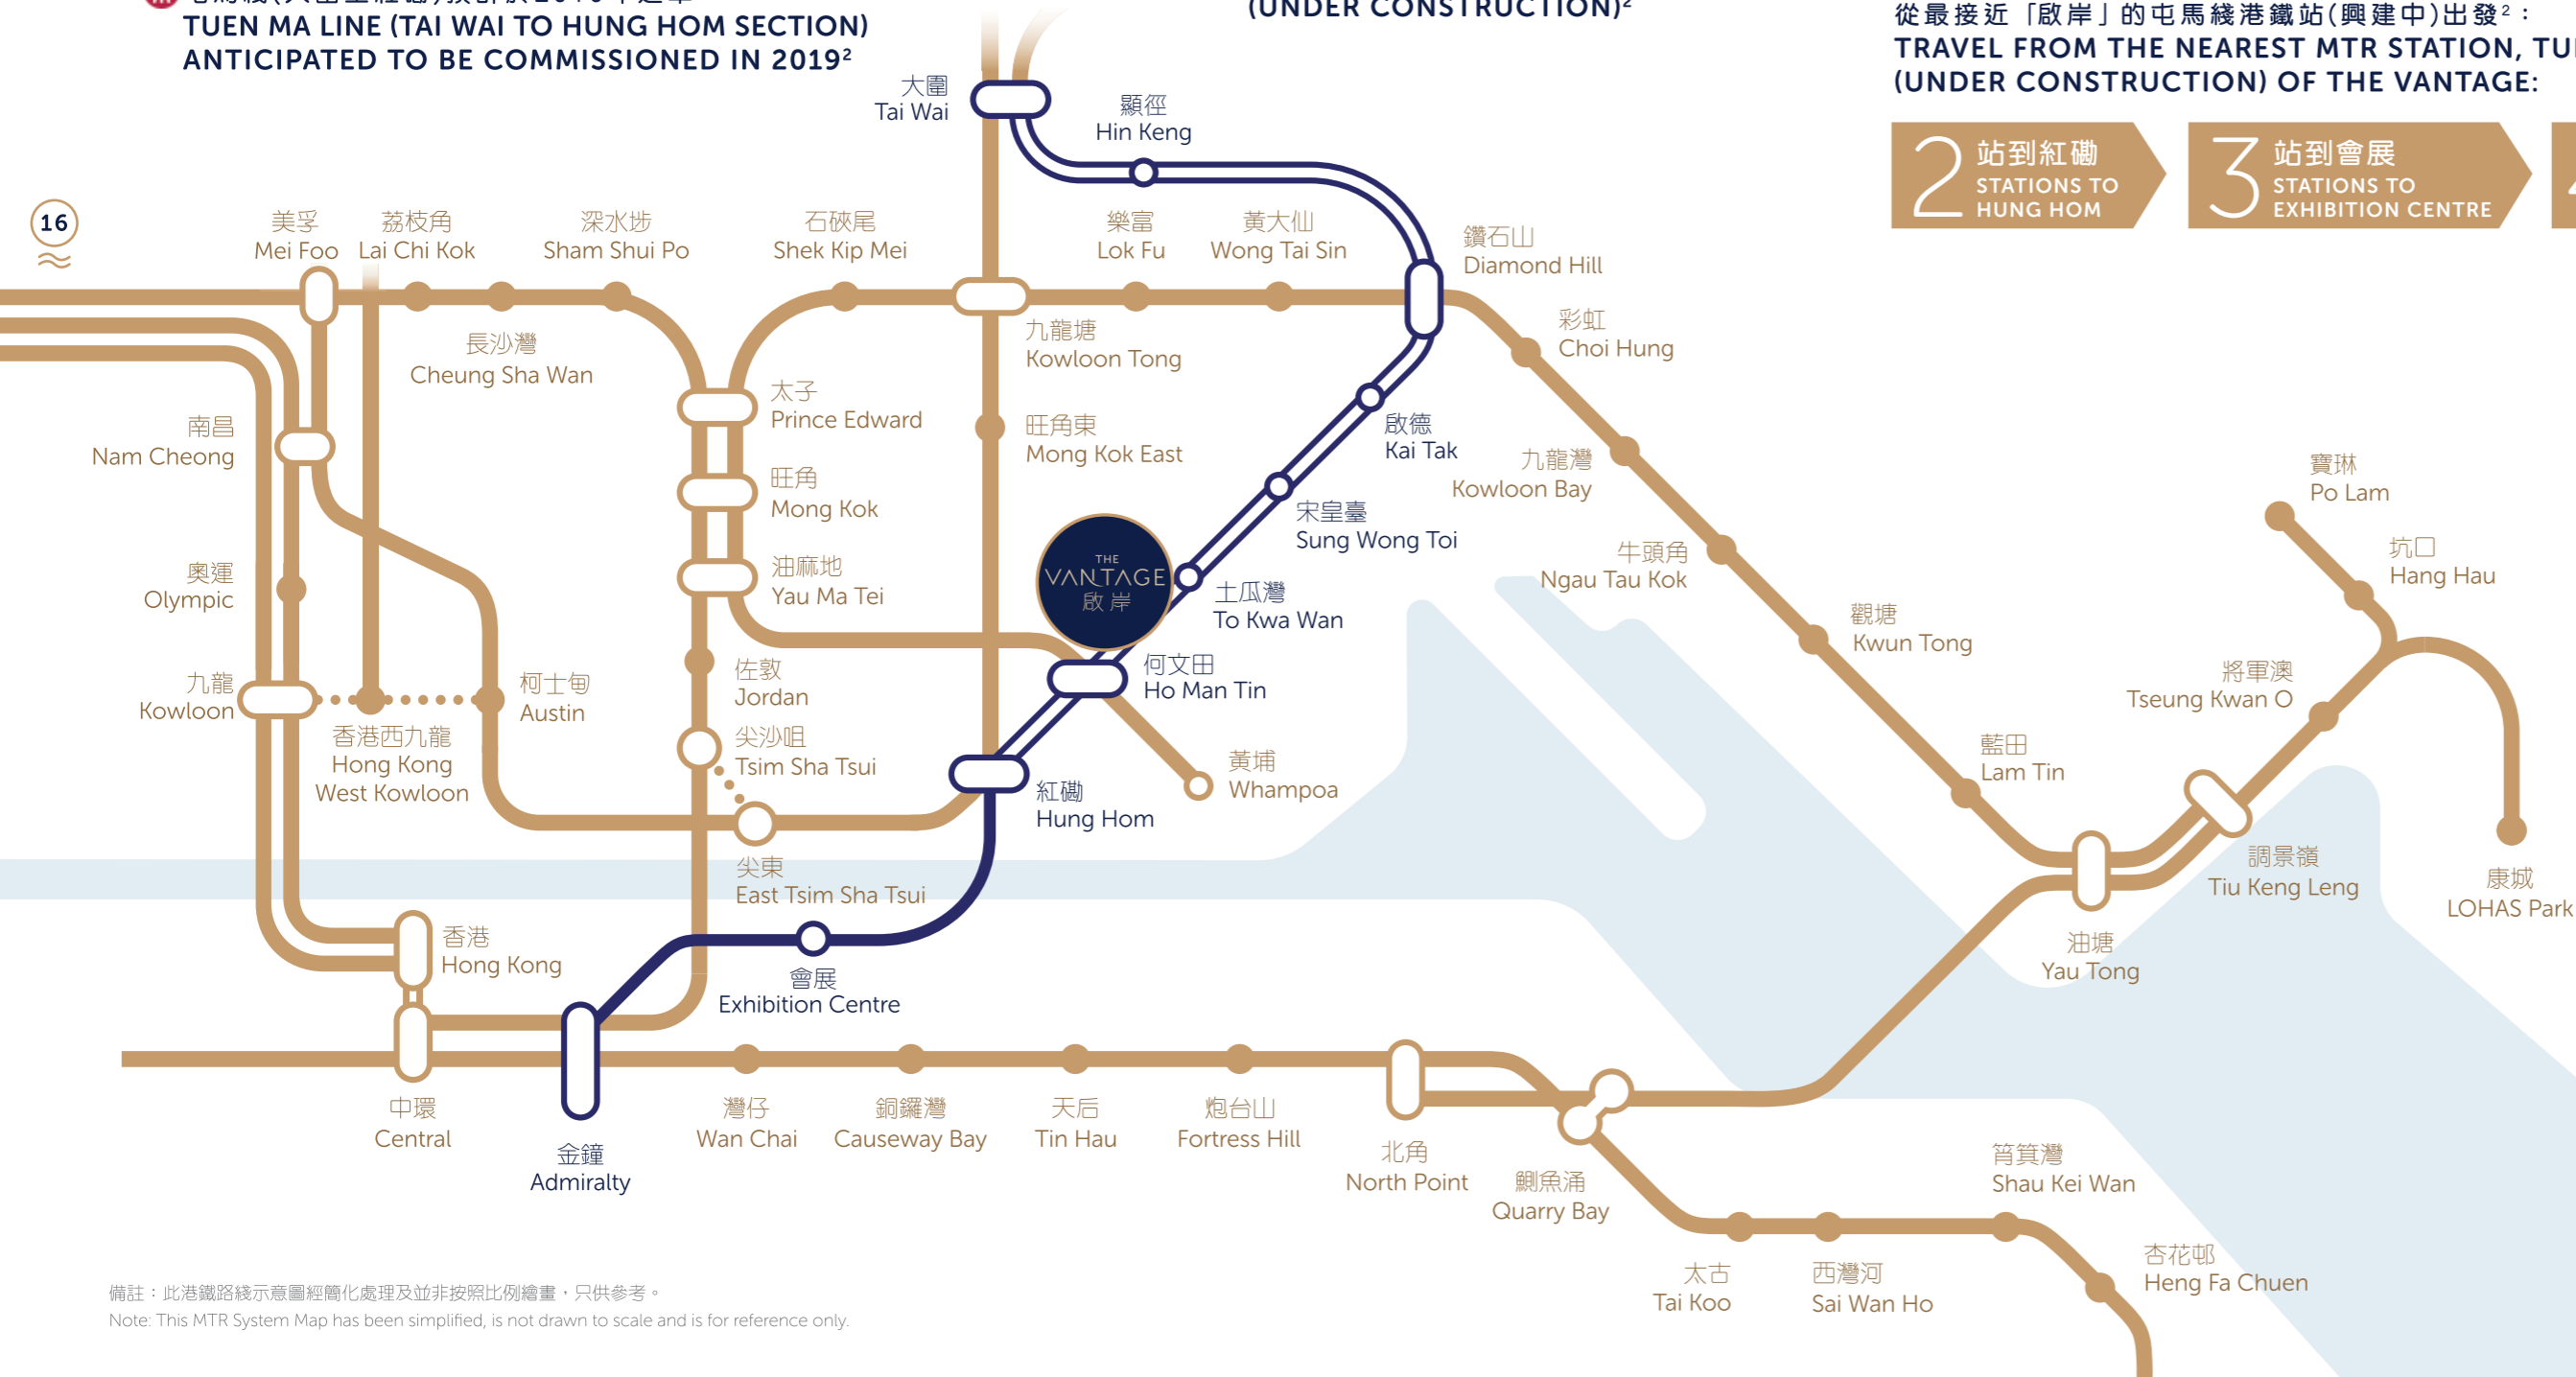 TUEN MA LINE (TAI WAI TO HUNG HOM SECTION)
ANTICIPATED TO BE COMMISSIONED IN 2019²
(UNDER CONSTRUCTION)²
從最接近「啟岸」的屯馬綫港鐵站(興建中)出發²：
TRAVEL FROM THE NEAREST MTR STATION, TU
(UNDER CONSTRUCTION) OF THE VANTAGE:
2 站到紅磡
STATIONS TO
HUNG HOM
3 站到會展
STATIONS TO
EXHIBITION CENTRE
大圍
Tai Wai
顯徑
Hin Keng
16
美孚
Mei Foo
荔枝角
Lai Chi Kok
深水埗
Sham Shui Po
石硤尾
Shek Kip Mei
樂富
Lok Fu
黃大仙
Wong Tai Sin
鑽石山
Diamond Hill
長沙灣
Cheung Sha Wan
九龍塘
Kowloon Tong
彩虹
Choi Hung
太子
Prince Edward
南昌
Nam Cheong
旺角東
Mong Kok East
啟德
Kai Tak
九龍灣
Kowloon Bay
旺角
Mong Kok
宋皇臺
Sung Wong Toi
寶琳
Po Lam
坑口
Hang Hau
奧運
Olympic
油麻地
Yau Ma Tei
THE
VANTAGE
啟岸
土瓜灣
To Kwa Wan
牛頭角
Ngau Tau Kok
觀塘
Kwun Tong
九龍
Kowloon
香港西九龍
Hong Kong
West Kowloon
柯士甸
Austin
佐敦
Jordan
何文田
Ho Man Tin
將軍澳
Tseung Kwan O
尖沙咀
Tsim Sha Tsui
紅磡
Hung Hom
黃埔
Whampoa
藍田
Lam Tin
尖東
East Tsim Sha Tsui
調景嶺
Tiu Keng Leng
康城
LOHAS Park
香港
Hong Kong
會展
Exhibition Centre
油塘
Yau Tong
中環
Central
金鐘
Admiralty
灣仔
Wan Chai
銅鑼灣
Causeway Bay
天后
Tin Hau
炮台山
Fortress Hill
北角
North Point
鰂魚涌
Quarry Bay
筲箕灣
Shau Kei Wan
太古
Tai Koo
西灣河
Sai Wan Ho
杏花邨
Heng Fa Chuen
備註：此港鐵路綫示意圖經簡化處理及並非按照比例繪畫，只供參考。
Note: This MTR System Map has been simplified, is not drawn to scale and is for reference only.